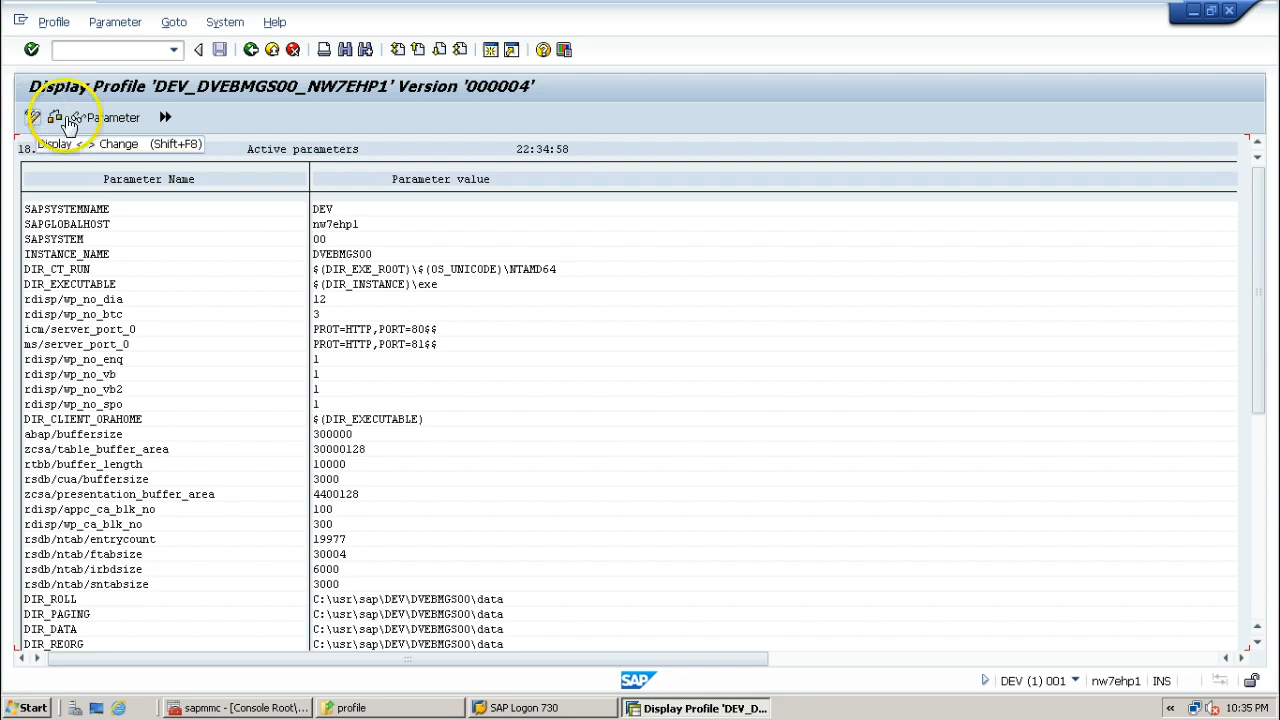 Profile Parameter Goto System Help
Display Profile 'DEV_DVEBMGS00_NW7EHP1' Version '000004'
Parameter
Display <-> Change (Shift+F8)
18. Active parameters 22:34:58
Parameter Name Parameter value
SAPSYSTEMNAME DEV
SAPGLOBALHOST nw7ehp1
SAPSYSTEM 00
INSTANCE_NAME DVEBMGS00
DIR_CT_RUN $(DIR_EXE_ROOT)\$(OS_UNICODE)\NTAMD64
DIR_EXECUTABLE $(DIR_INSTANCE)\exe
rdisp/wp_no_dia 12
rdisp/wp_no_btc 3
icm/server_port_0 PROT=HTTP,PORT=80$$
ms/server_port_0 PROT=HTTP,PORT=81$$
rdisp/wp_no_enq 1
rdisp/wp_no_vb 1
rdisp/wp_no_vb2 1
rdisp/wp_no_spo 1
DIR_CLIENT_ORAHOME $(DIR_EXECUTABLE)
abap/buffersize 300000
zcsa/table_buffer_area 30000128
rtbb/buffer_length 10000
rsdb/cua/buffersize 3000
zcsa/presentation_buffer_area 4400128
rdisp/appc_ca_blk_no 100
rdisp/wp_ca_blk_no 300
rsdb/ntab/entrycount 19977
rsdb/ntab/ftabsize 30004
rsdb/ntab/irbdsize 6000
rsdb/ntab/sntabsize 3000
DIR_ROLL C:\usr\sap\DEV\DVEBMGS00\data
DIR_PAGING C:\usr\sap\DEV\DVEBMGS00\data
DIR_DATA C:\usr\sap\DEV\DVEBMGS00\data
DIR_REORG C:\usr\sap\DEV\DVEBMGS00\data
SAP DEV (1) 001 nw7ehp1 INS
Start sapmmc - [Console Root\... profile SAP Logon 730 Display Profile 'DEV_D... « 10:35 PM